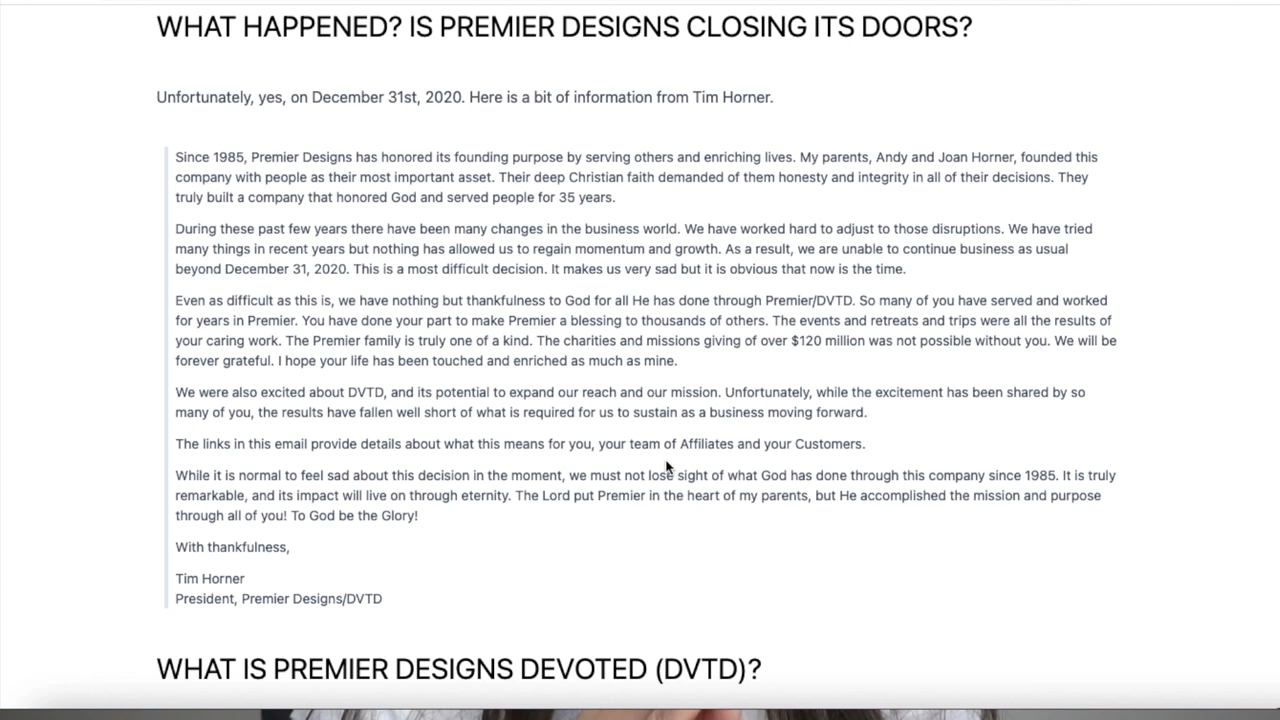 WHAT HAPPENED? IS PREMIER DESIGNS CLOSING ITS DOORS?
Unfortunately, yes, on December 31st, 2020. Here is a bit of information from Tim Horner.
Since 1985, Premier Designs has honored its founding purpose by serving others and enriching lives. My parents, Andy and Joan Horner, founded this
company with people as their most important asset. Their deep Christian faith demanded of them honesty and integrity in all of their decisions. They
truly built a company that honored God and served people for 35 years.
During these past few years there have been many changes in the business world. We have worked hard to adjust to those disruptions. We have tried
many things in recent years but nothing has allowed us to regain momentum and growth. As a result, we are unable to continue business as usual
beyond December 31, 2020. This is a most difficult decision. It makes us very sad but it is obvious that now is the time.
Even as difficult as this is, we have nothing but thankfulness to God for all He has done through Premier/DVTD. So many of you have served and worked
for years in Premier. You have done your part to make Premier a blessing to thousands of others. The events and retreats and trips were all the results of
your caring work. The Premier family is truly one of a kind. The charities and missions giving of over $120 million was not possible without you. We will be
forever grateful. I hope your life has been touched and enriched as much as mine.
We were also excited about DVTD, and its potential to expand our reach and our mission. Unfortunately, while the excitement has been shared by so
many of you, the results have fallen well short of what is required for us to sustain as a business moving forward.
The links in this email provide details about what this means for you, your team of Affiliates and your Customers.
While it is normal to feel sad about this decision in the moment, we must not lose sight of what God has done through this company since 1985. It is truly
remarkable, and its impact will live on through eternity. The Lord put Premier in the heart of my parents, but He accomplished the mission and purpose
through all of you! To God be the Glory!
With thankfulness,
Tim Horner
President, Premier Designs/DVTD
WHAT IS PREMIER DESIGNS DEVOTED (DVTD)?